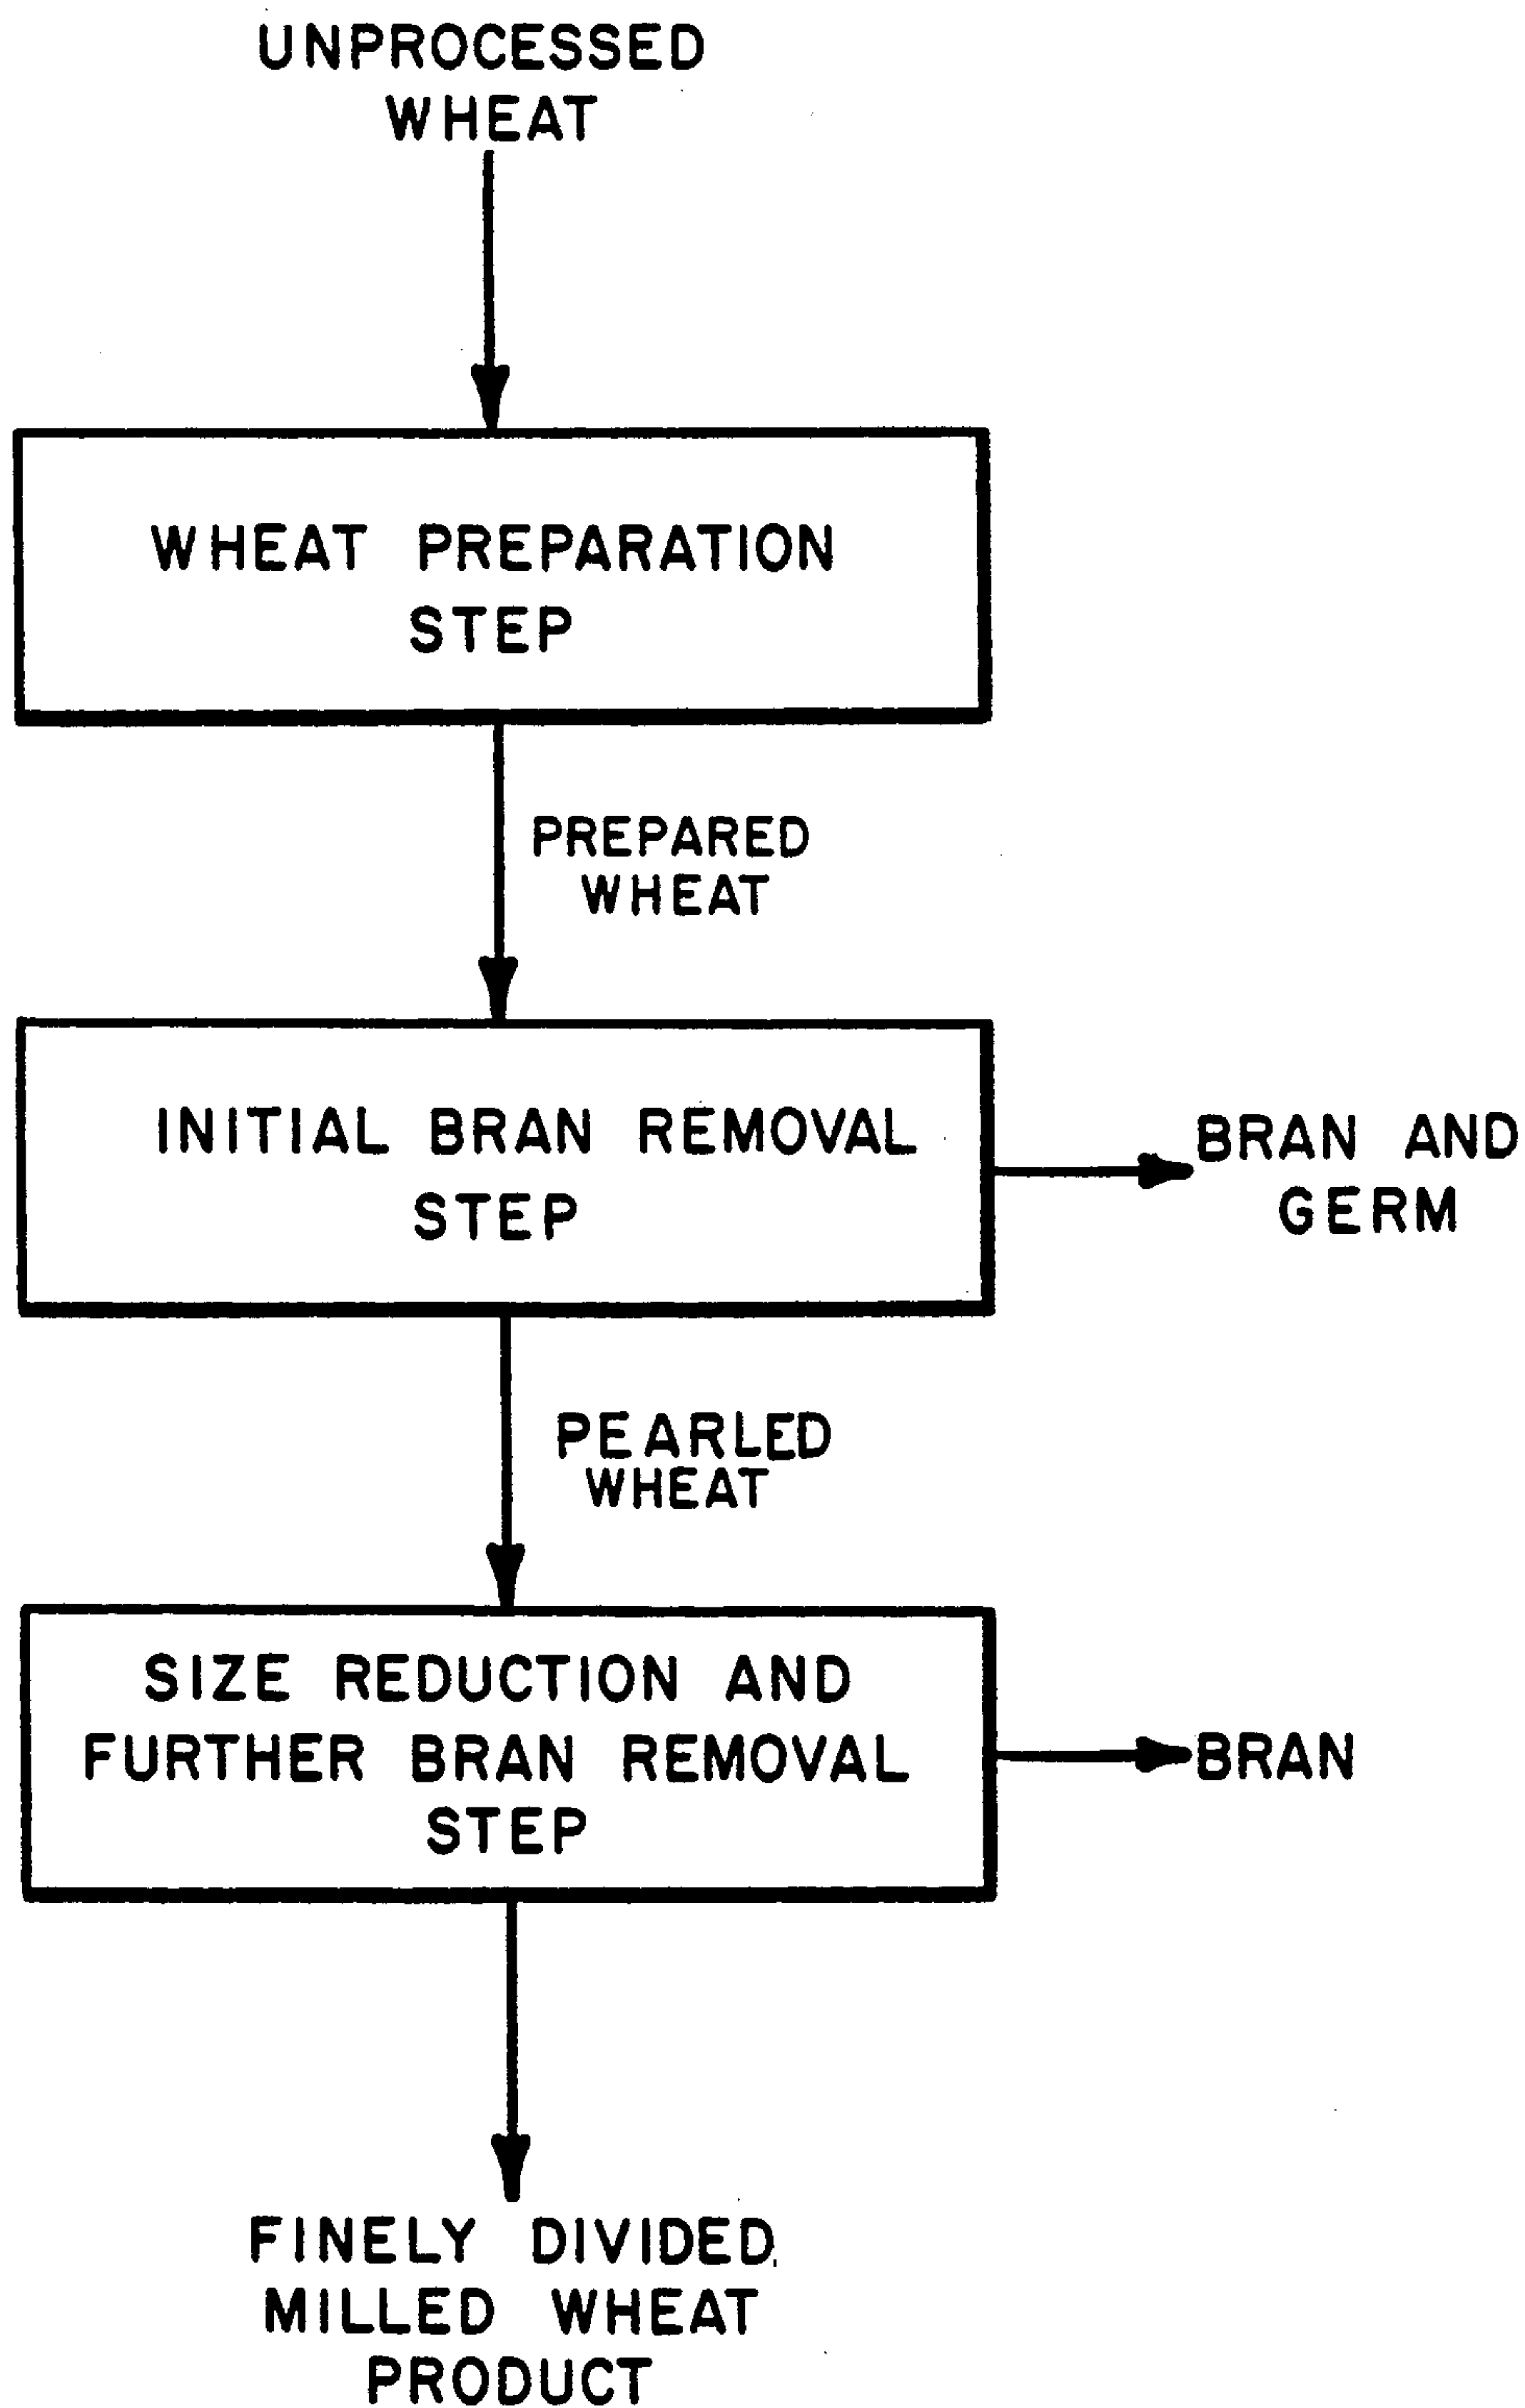 UNPROCESSED
WHEAT
WHEAT PREPARATION
STEP
PREPARED
WHEAT
INITIAL BRAN REMOVAL
STEP
BRAN AND
GERM
PEARLED
WHEAT
SIZE REDUCTION AND
FURTHER BRAN REMOVAL
STEP
BRAN
FINELY DIVIDED
MILLED WHEAT
PRODUCT